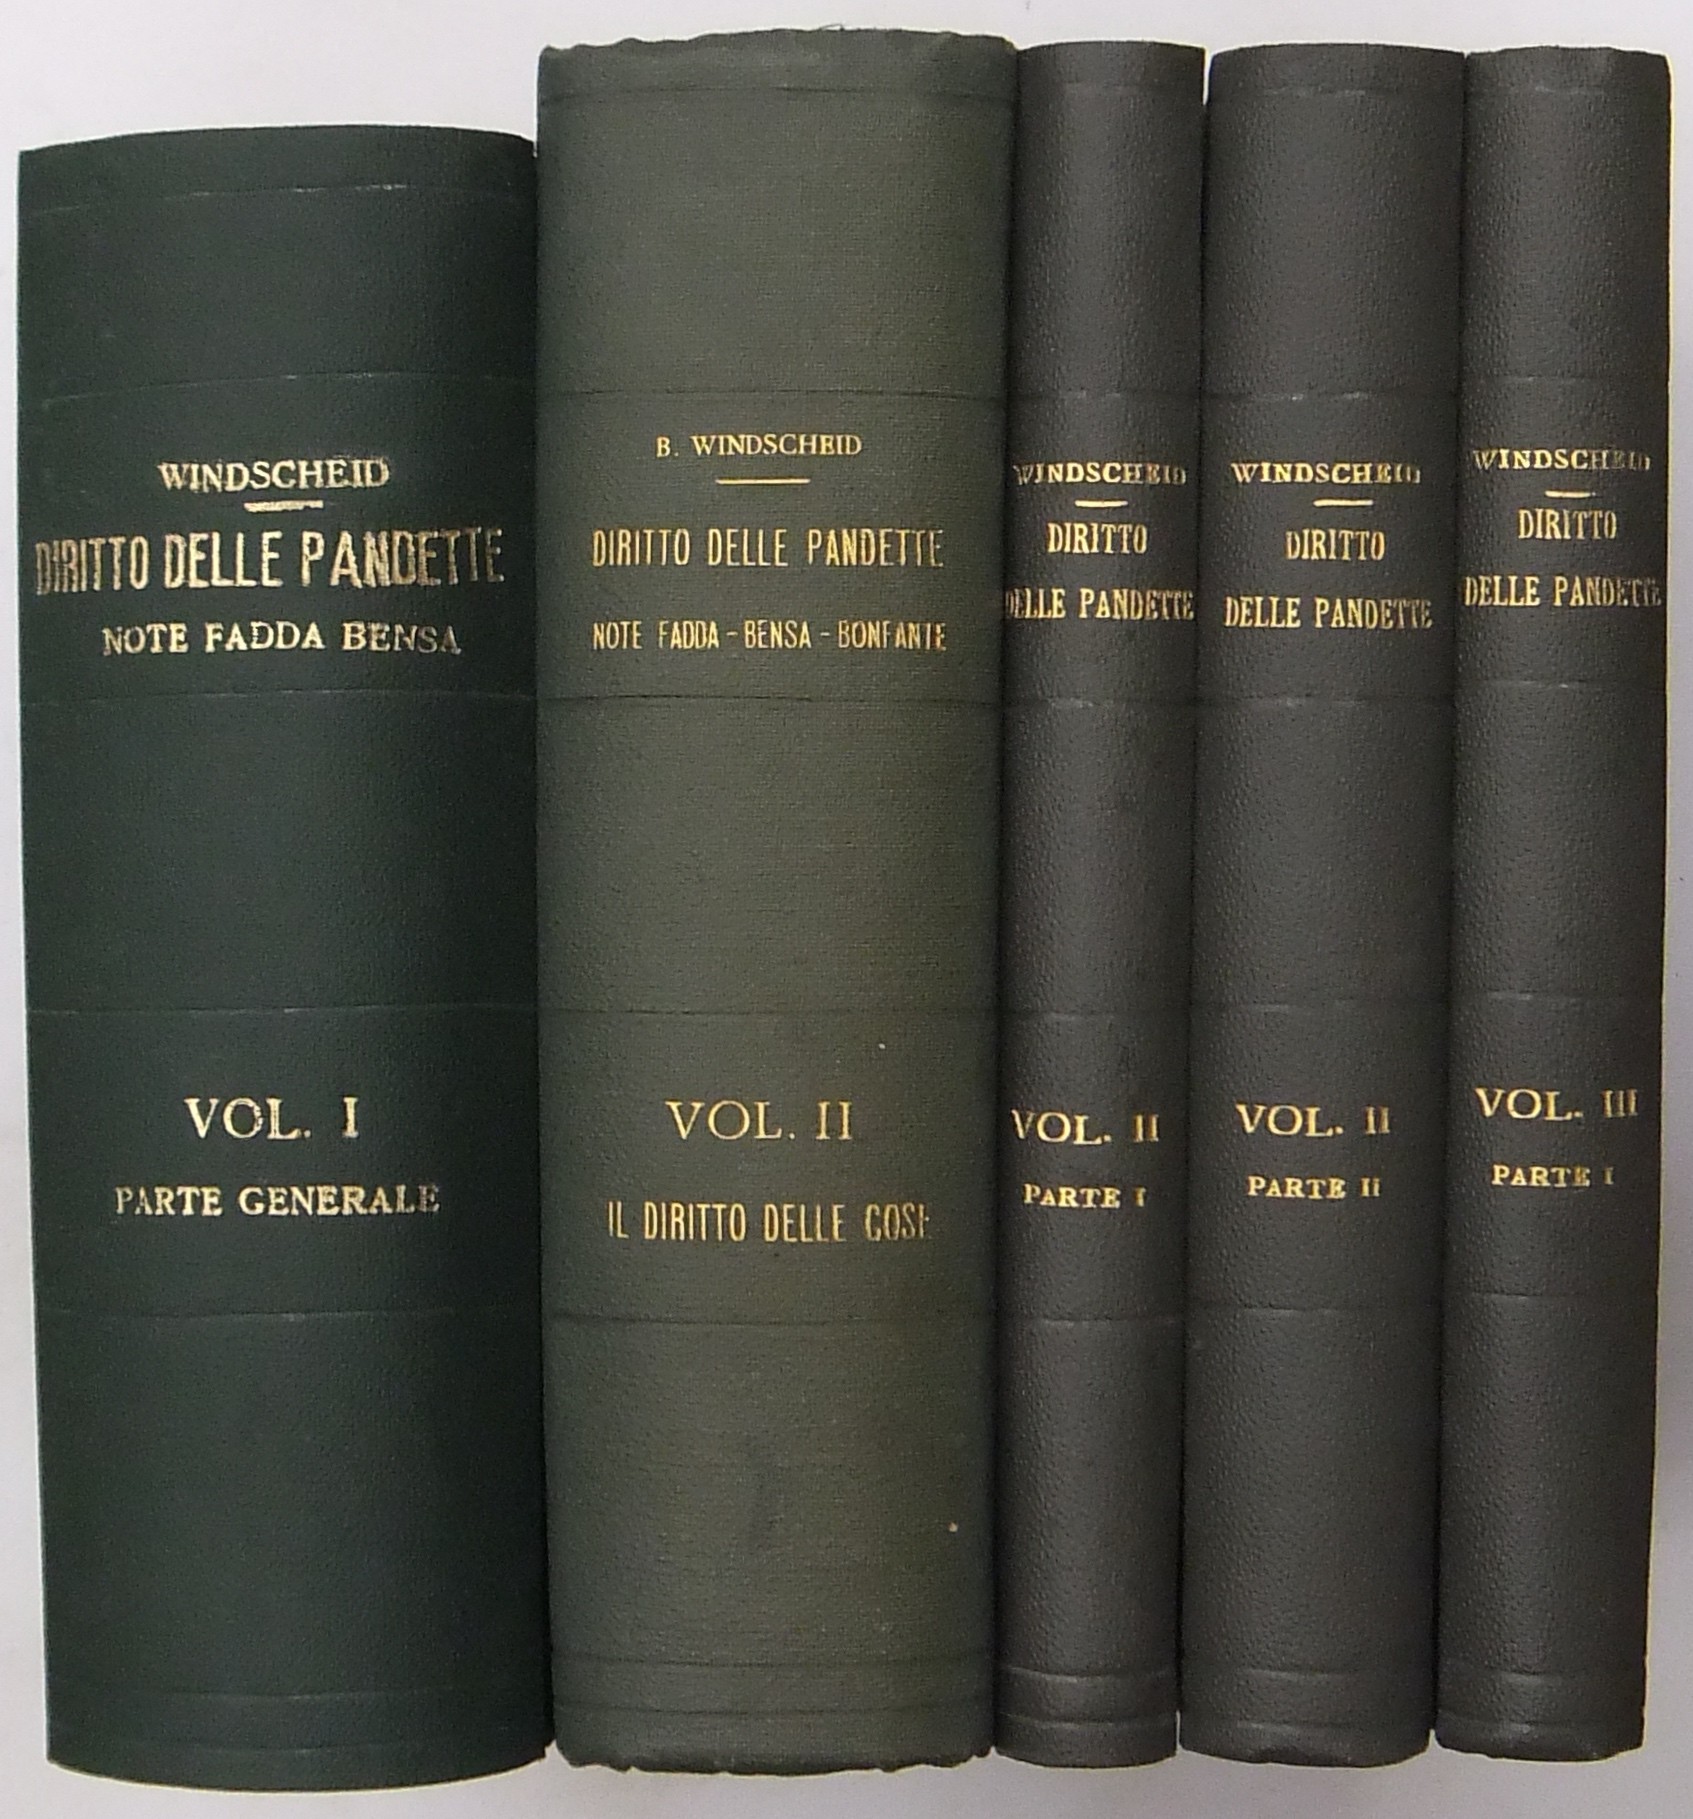 WINDSCHEID
DIRITTO DELLE PANDETTE
NOTE FADDA BENSA
VOL. I
PARTE GENERALE
B. WINDSCHEID
DIRITTO DELLE PANDETTE
NOTE FADDA - BENSA - BONFANTE
VOL. II
IL DIRITTO DELLE COSE
WINDSCHEID
DIRITTO
DELLE PANDETTE
VOL. II
PARTE I
WINDSCHEID
DIRITTO
DELLE PANDETTE
VOL. II
PARTE II
WINDSCHEID
DIRITTO
DELLE PANDETTE
VOL. III
PARTE I